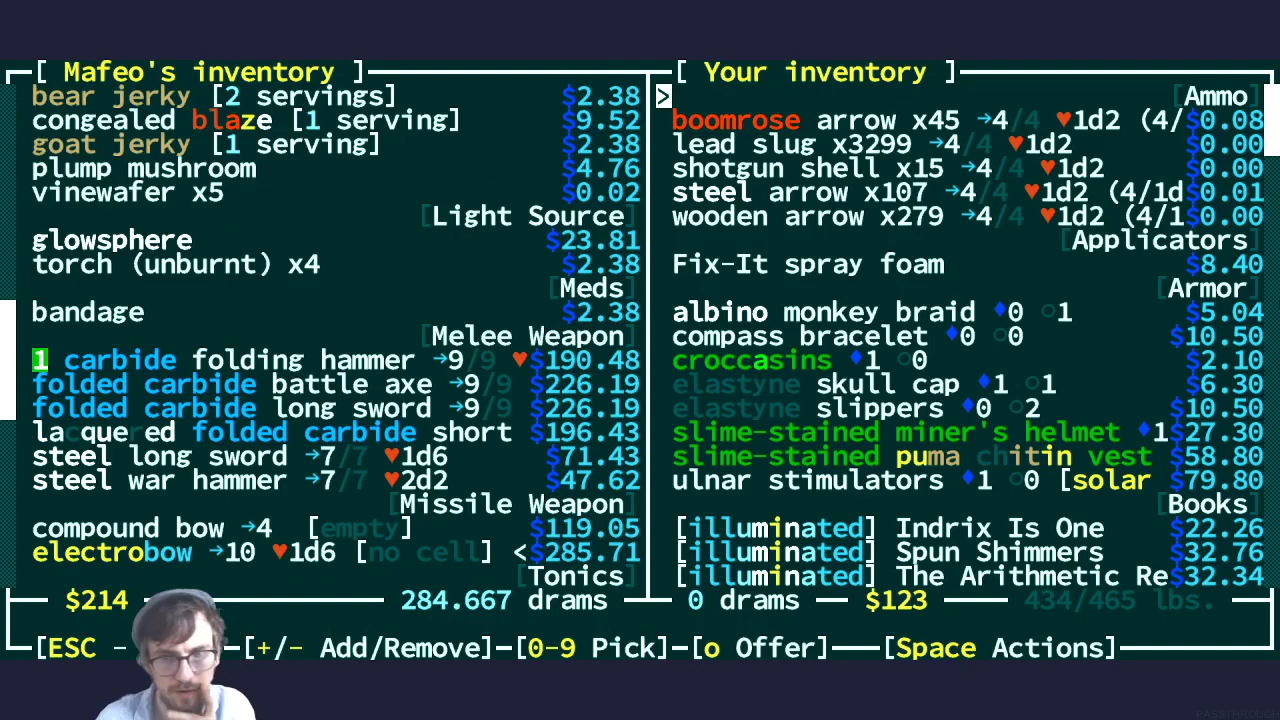 [ Mafeo's inventory ]
bear jerky [2 servings] $2.38
congealed blaze [1 serving] $9.52
goat jerky [1 serving] $2.38
plump mushroom $4.76
vinewafer x5 $0.02
[Light Source]
glowsphere $23.81
torch (unburnt) x4 $2.38
[Meds]
bandage $2.38
[Melee Weapon]
1 carbide folding hammer →9/9 ♥$190.48
folded carbide battle axe →9/9 $226.19
folded carbide long sword →9/9 $226.19
lacquered folded carbide short $196.43
steel long sword →7/7 ♥1d6 $71.43
steel war hammer →7/7 ♥2d2 $47.62
[Missile Weapon]
compound bow →4 [empty] $119.05
electrobow →10 ♥1d6 [no cell] <$285.71
[Tonics]
$214 284.667 drams
[ Your inventory ]
> [Ammo]
boomrose arrow x45 →4/4 ♥1d2 (4/$0.08
lead slug x3299 →4/4 ♥1d2 $0.00
shotgun shell x15 →4/4 ♥1d2 $0.00
steel arrow x107 →4/4 ♥1d2 (4/1d$0.01
wooden arrow x279 →4/4 ♥1d2 (4/1$0.00
[Applicators]
Fix-It spray foam $8.40
[Armor]
albino monkey braid ♦0 ○1 $5.04
compass bracelet ♦0 ○0 $10.50
croccasins ♦1 ○0 $2.10
elastyne skull cap ♦1 ○1 $6.30
elastyne slippers ♦0 ○2 $10.50
slime-stained miner's helmet ♦1$27.30
slime-stained puma chitin vest $58.80
ulnar stimulators ♦1 ○0 [solar $79.80
[Books]
[illuminated] Indrix Is One $22.26
[illuminated] Spun Shimmers $32.76
[illuminated] The Arithmetic Re$32.34
0 drams $123 434/465 lbs.
[ESC - [+/- Add/Remove] [0-9 Pick] [o Offer] [Space Actions]